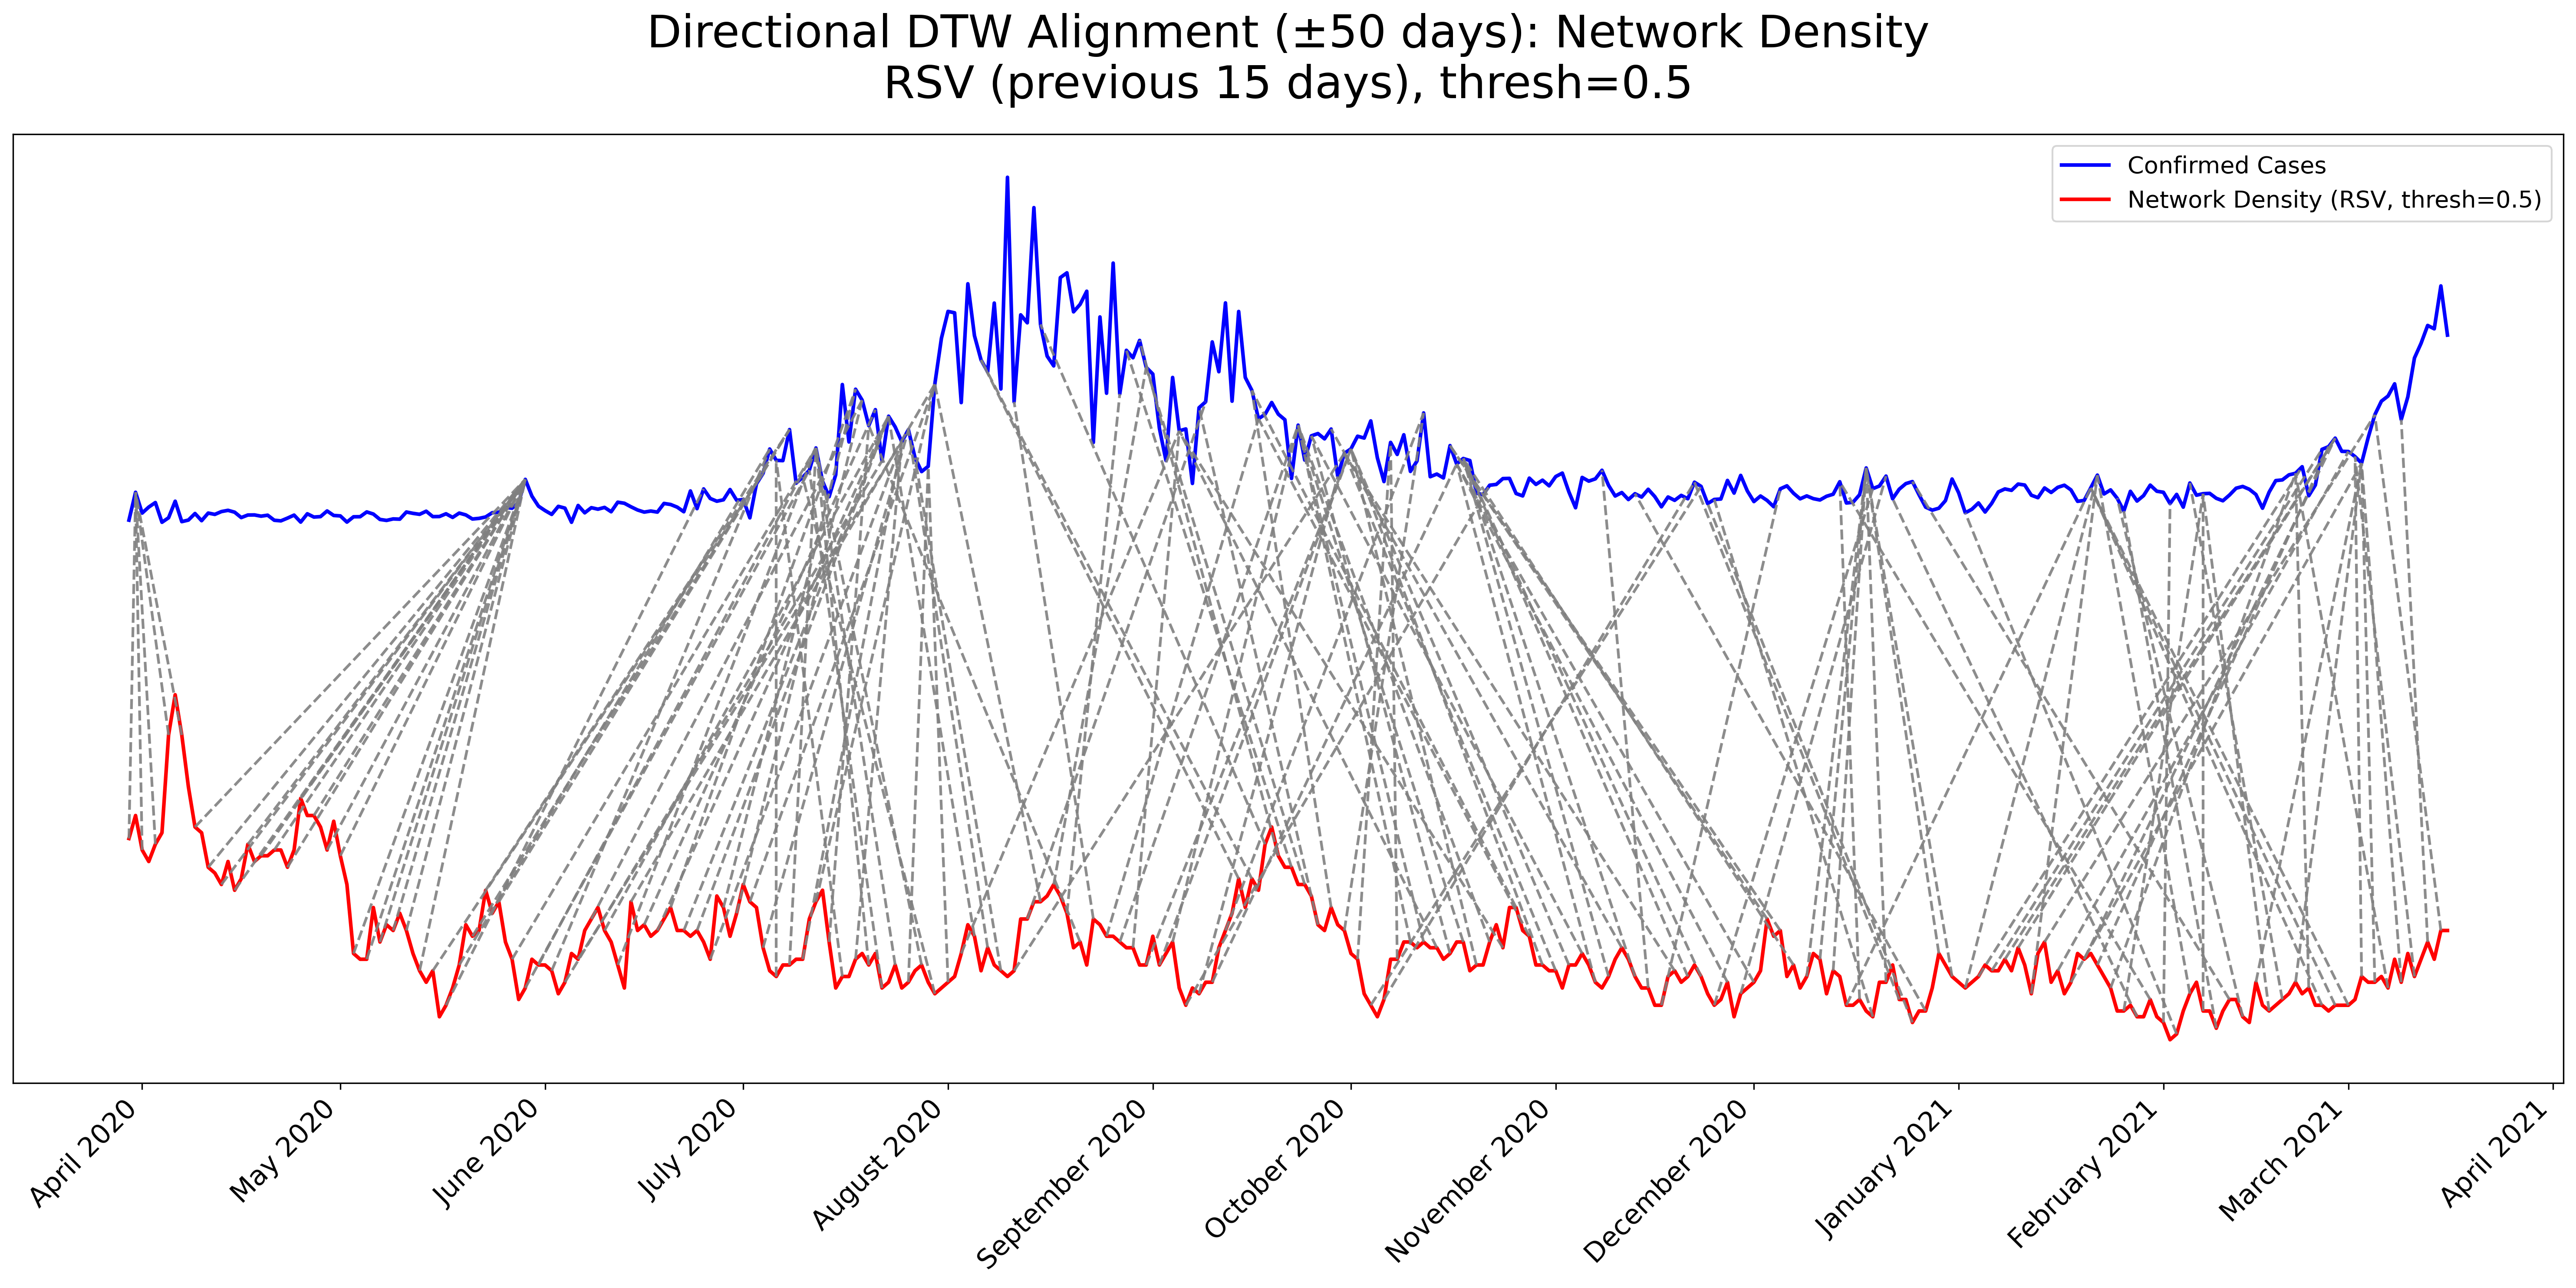 Directional DTW Alignment (±50 days): Network Density
RSV (previous 15 days), thresh=0.5
Confirmed Cases
Network Density (RSV, thresh=0.5)
April 2020
May 2020
June 2020
July 2020
August 2020
September 2020
October 2020
November 2020
December 2020
January 2021
February 2021
March 2021
April 2021